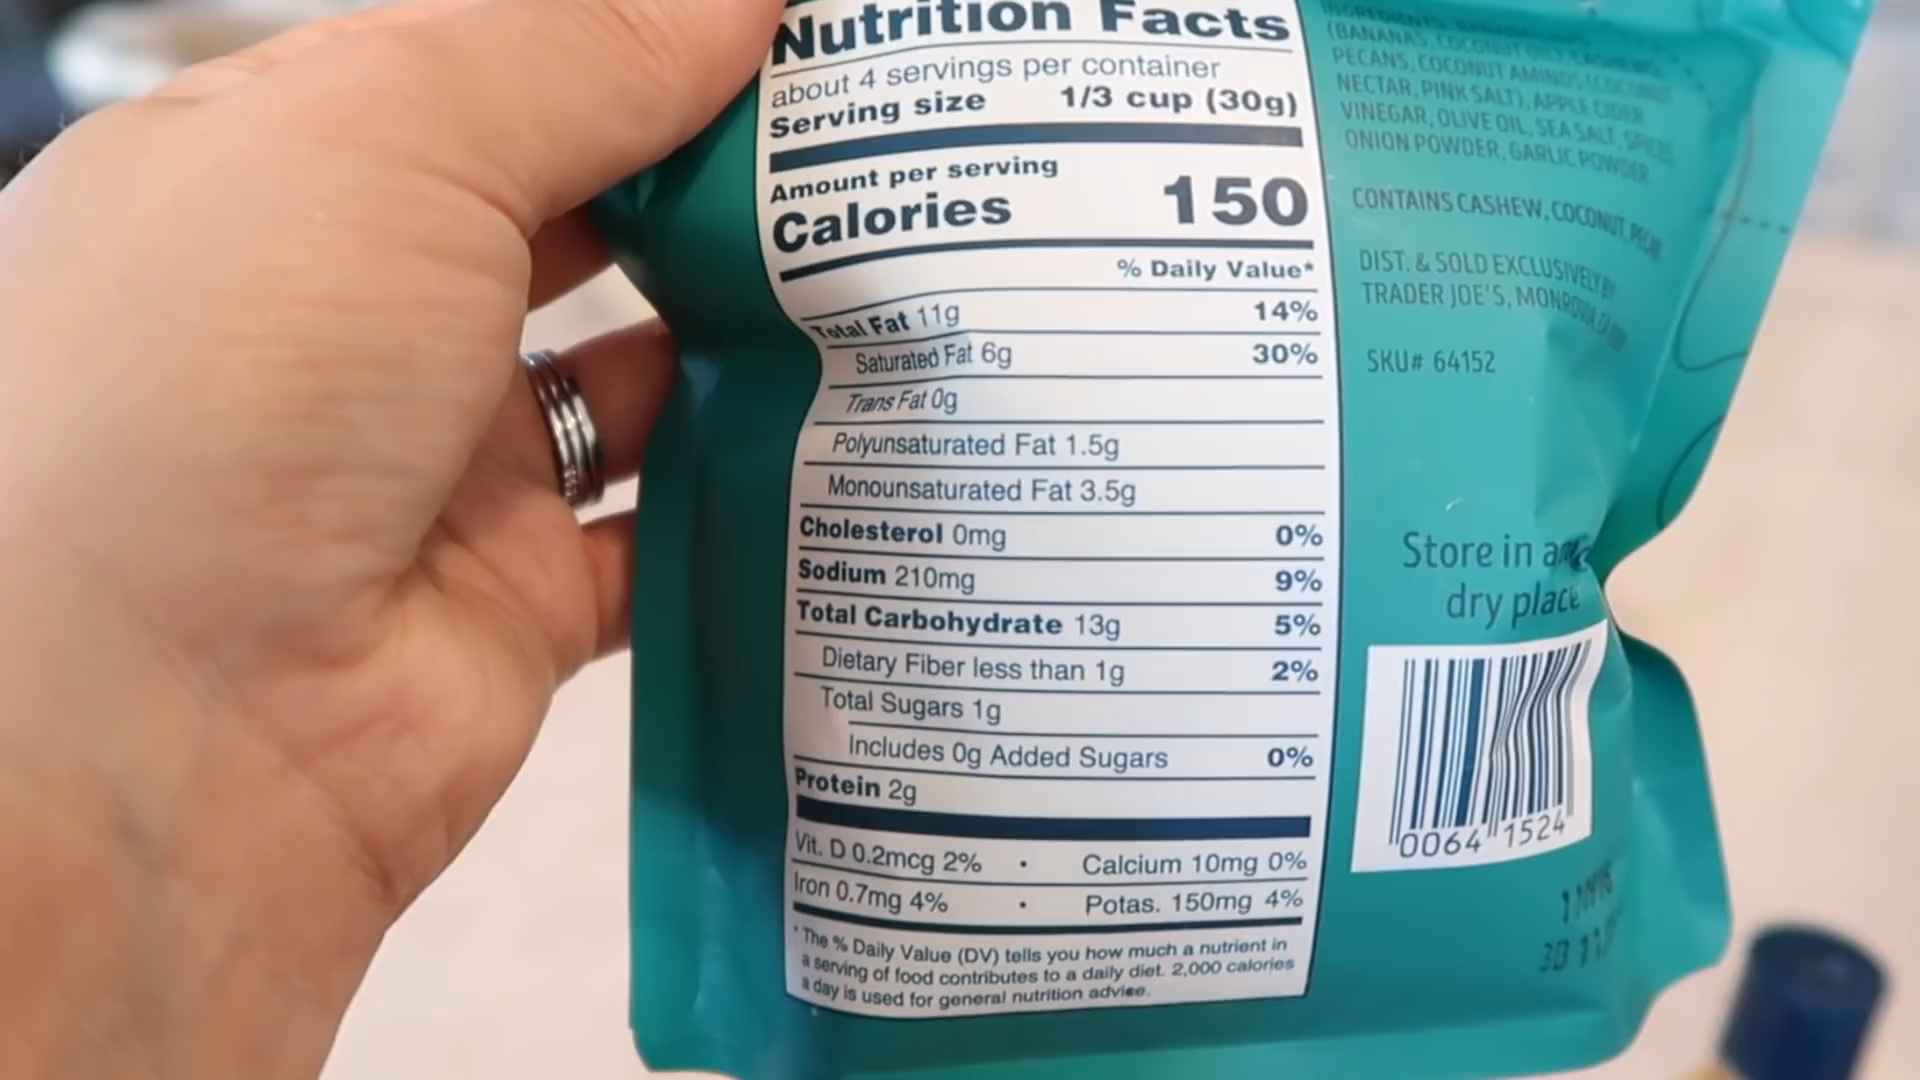 Nutrition Facts
about 4 servings per container
Serving size 1/3 cup (30g)
Amount per serving
Calories 150
% Daily Value*
Total Fat 11g 14%
Saturated Fat 6g 30%
Trans Fat 0g
Polyunsaturated Fat 1.5g
Monounsaturated Fat 3.5g
Cholesterol 0mg 0%
Sodium 210mg 9%
Total Carbohydrate 13g 5%
Dietary Fiber less than 1g 2%
Total Sugars 1g
Includes 0g Added Sugars 0%
Protein 2g
Vit. D 0.2mcg 2% • Calcium 10mg 0%
Iron 0.7mg 4% • Potas. 150mg 4%
*The % Daily Value (DV) tells you how much a nutrient in
a serving of food contributes to a daily diet. 2,000 calories
a day is used for general nutrition advice.
INGREDIENTS:
(BANANAS, COCONUT OIL), CASHEWS,
PECANS, COCONUT AMINOS (COCONUT
NECTAR, PINK SALT), APPLE CIDER
VINEGAR, OLIVE OIL, SEA SALT, SPICES
ONION POWDER, GARLIC POWDER
CONTAINS CASHEW, COCONUT, PECAN
DIST. & SOLD EXCLUSIVELY BY
TRADER JOE'S, MONROVIA, CA
SKU# 64152
Store in a
dry place
0064 1524